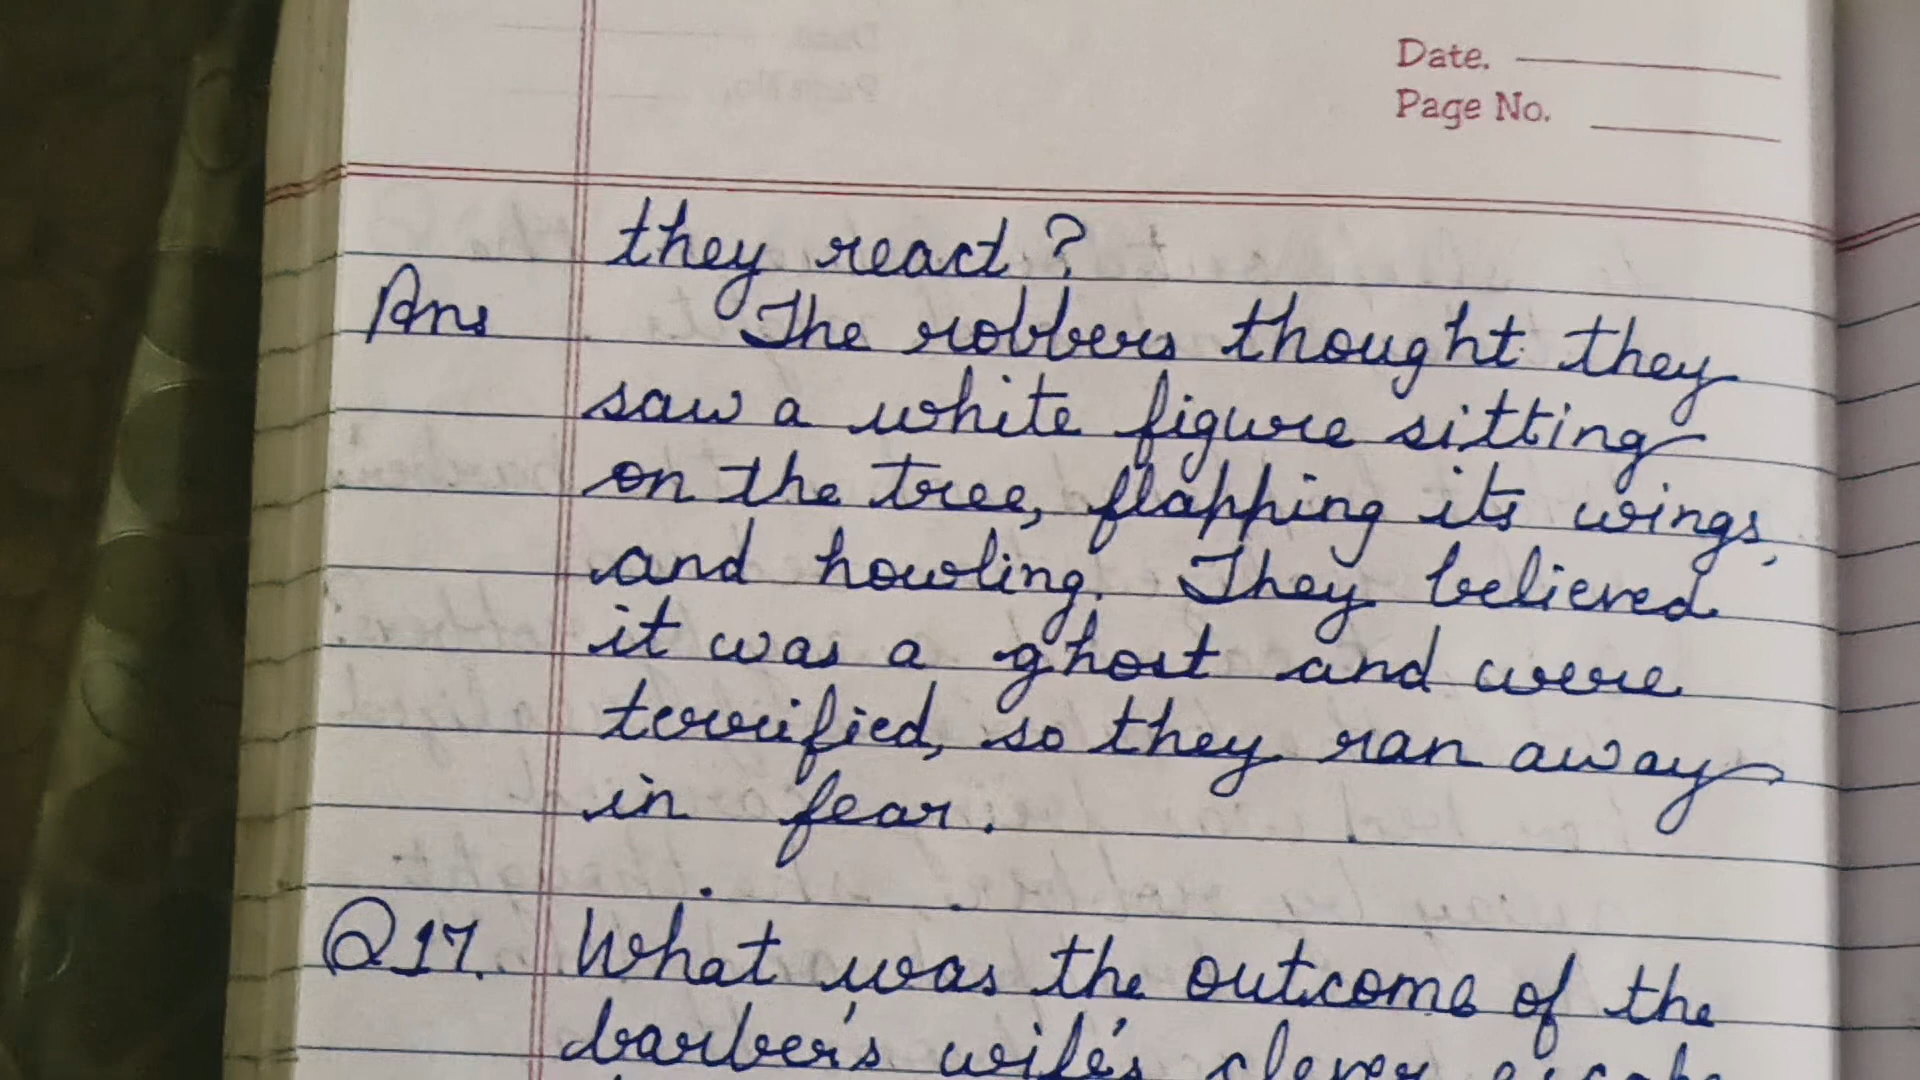 Date.
Page No.
they react?
Ans The robbers thought they
saw a white figure sitting
on the tree, flapping its wings,
and howling. They believed
it was a ghost and were
terrified, so they ran away
in fear.
Q17. What was the outcome of the
barber's wife's clever escape